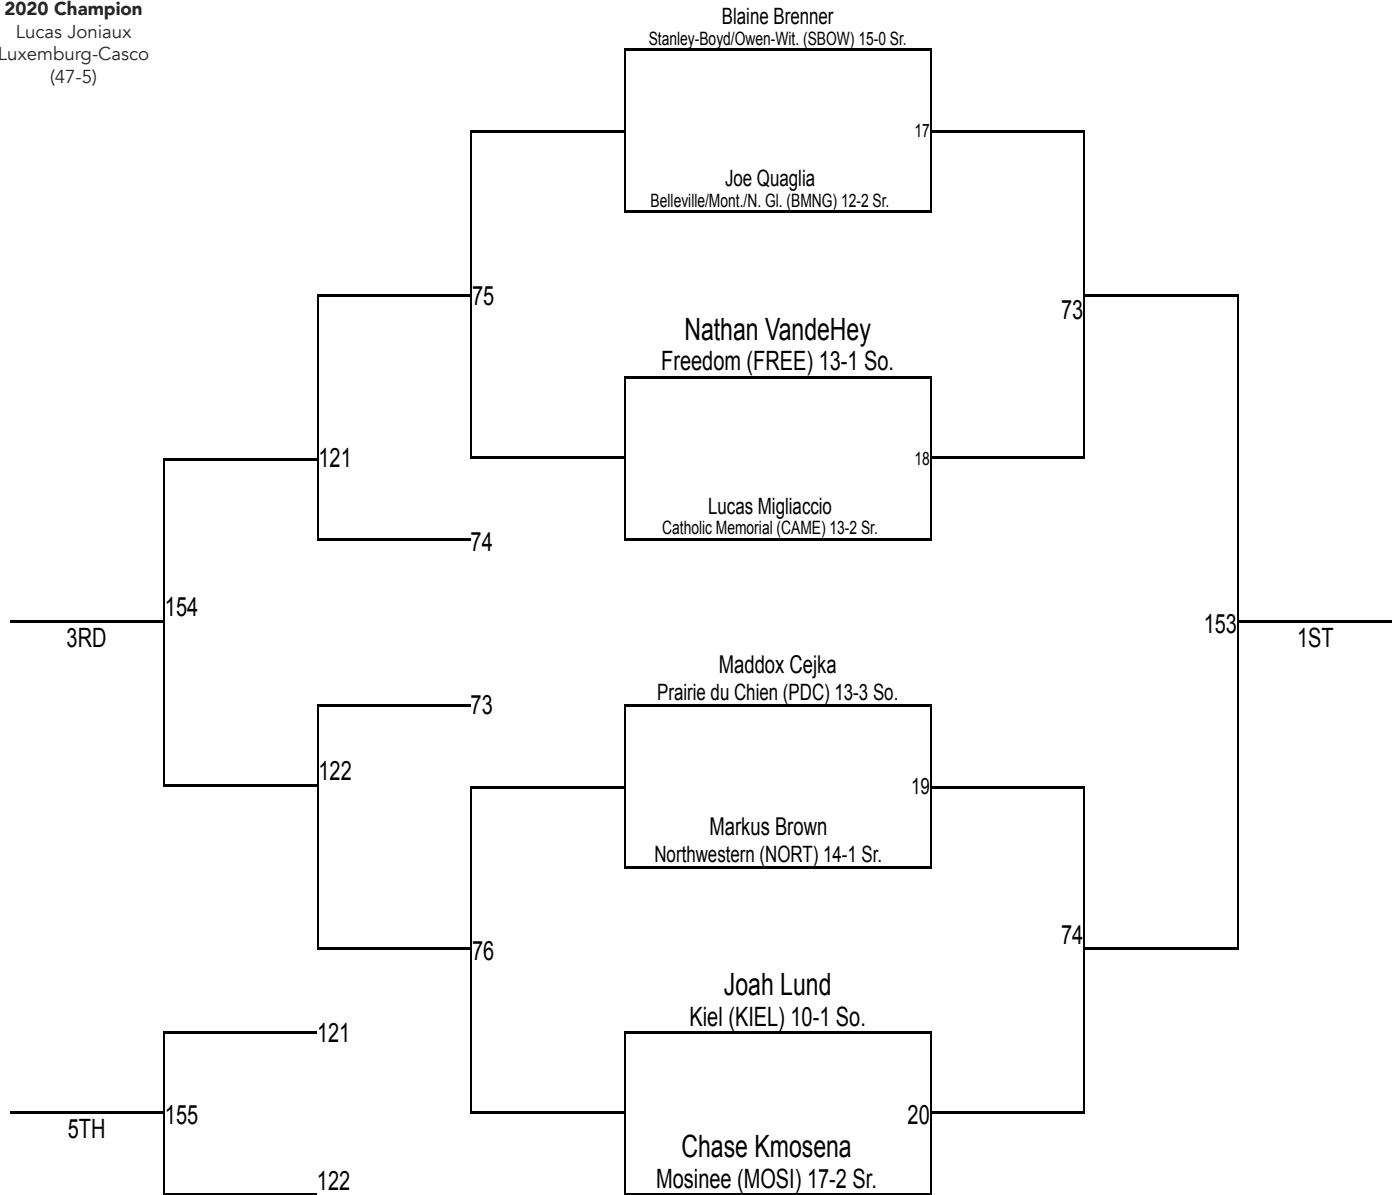 2020 Champion
Lucas Joniaux
Luxemburg-Casco
(47-5)
Blaine Brenner
Stanley-Boyd/Owen-Wit. (SBOW) 15-0 Sr.
17
Joe Quaglia
Belleville/Mont./N. Gl. (BMNG) 12-2 Sr.
75
73
Nathan VandeHey
Freedom (FREE) 13-1 So.
121
18
Lucas Migliaccio
Catholic Memorial (CAME) 13-2 Sr.
74
154
3RD
153
1ST
Maddox Cejka
Prairie du Chien (PDC) 13-3 So.
73
122
19
Markus Brown
Northwestern (NORT) 14-1 Sr.
76
74
Joah Lund
Kiel (KIEL) 10-1 So.
121
155
5TH
20
Chase Kmosena
Mosinee (MOSI) 17-2 Sr.
122